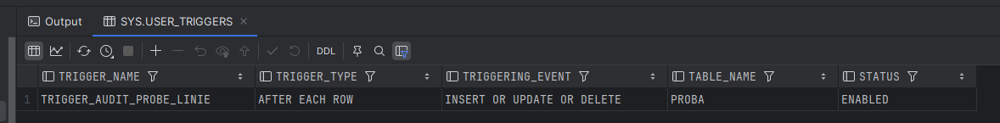 Output SYS.USER_TRIGGERS
DDL
TRIGGER_NAME TRIGGER_TYPE TRIGGERING_EVENT TABLE_NAME STATUS
1 TRIGGER_AUDIT_PROBE_LINIE AFTER EACH ROW INSERT OR UPDATE OR DELETE PROBA ENABLED